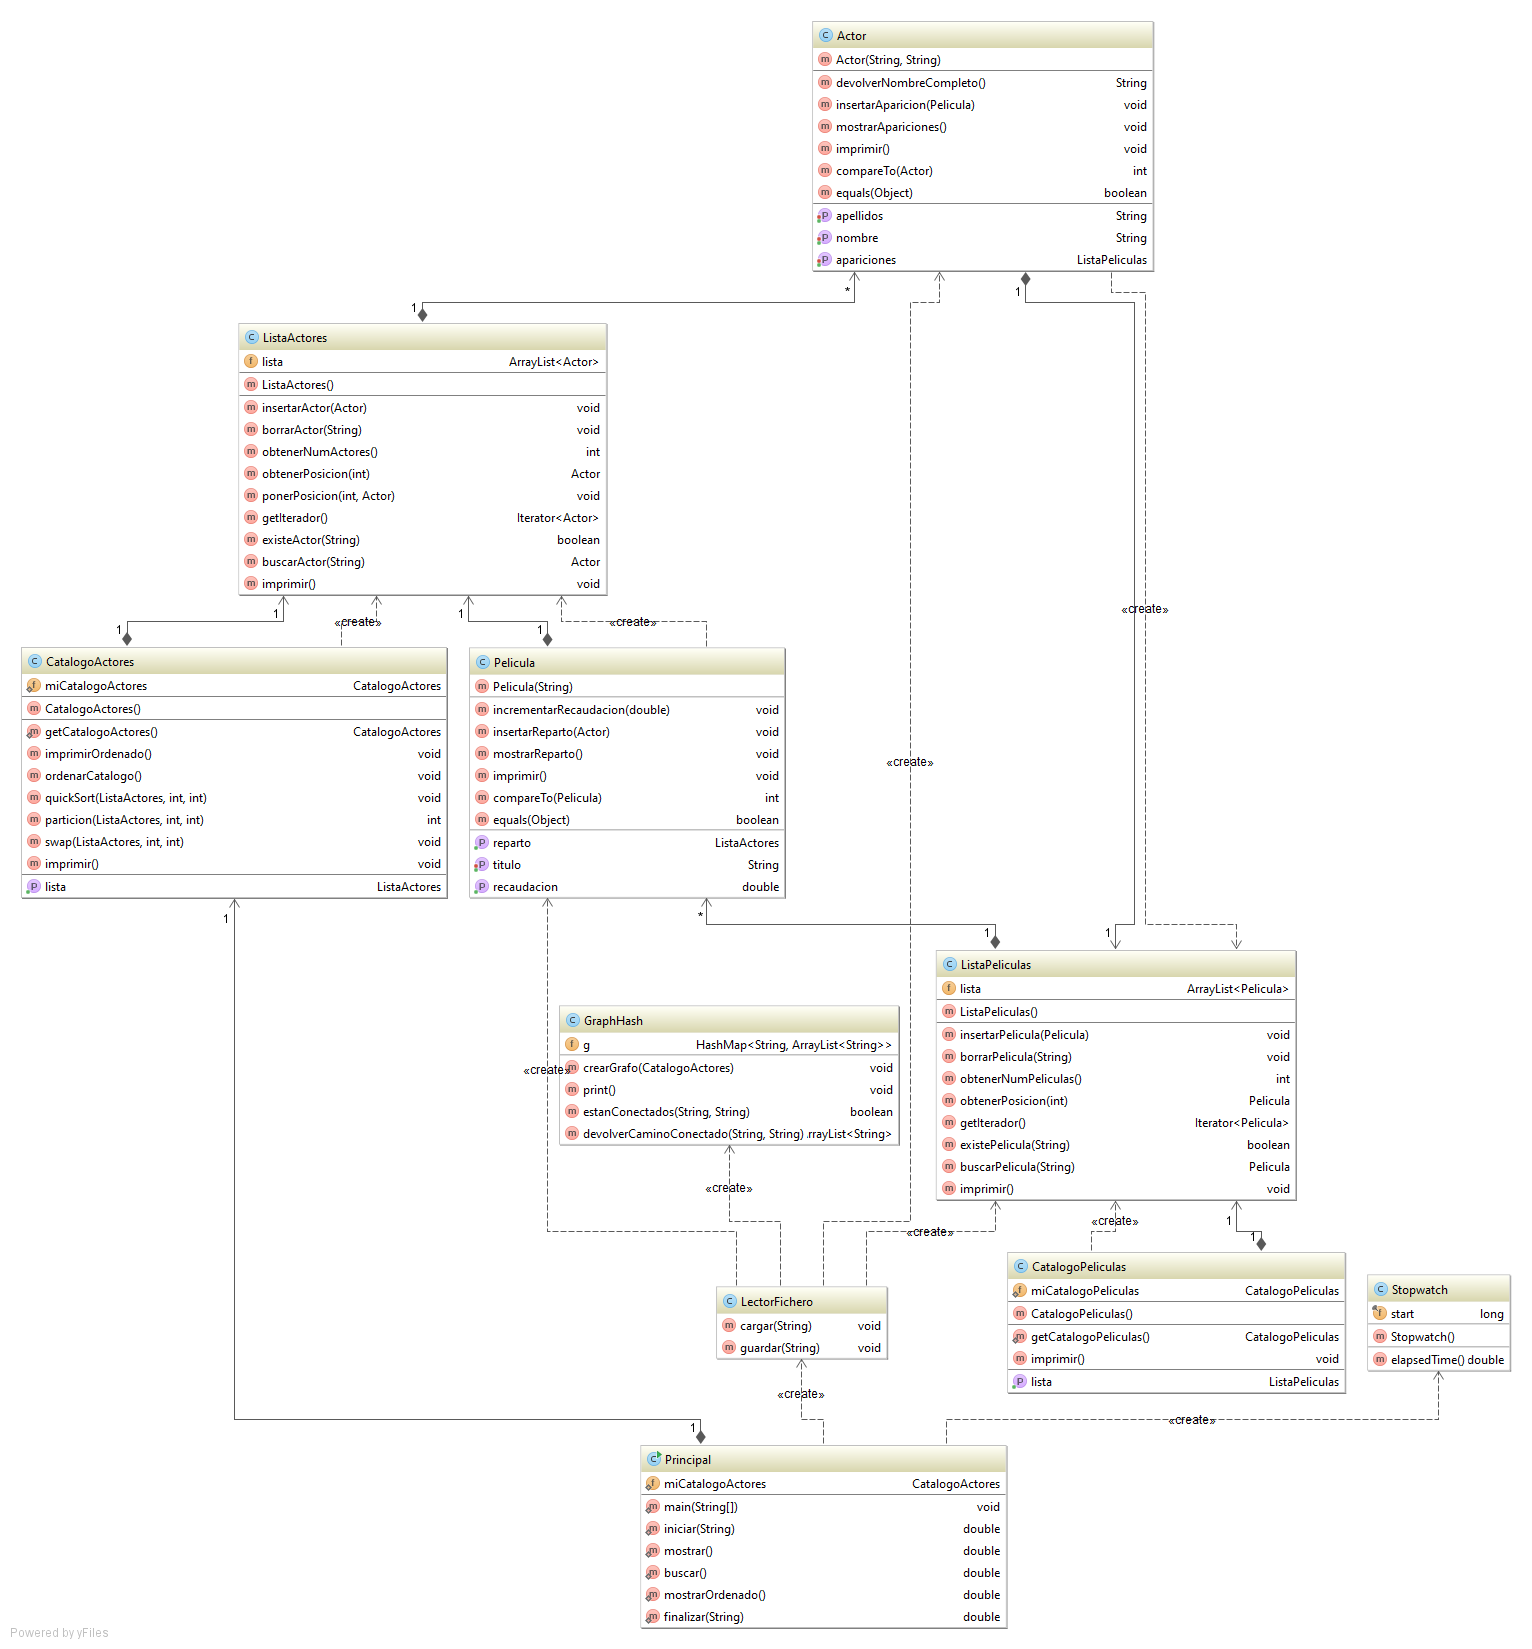 Actor
Actor(String, String)
devolverNombreCompleto() String
insertarAparicion(Pelicula) void
mostrarApariciones() void
imprimir() void
compareTo(Actor) int
equals(Object) boolean
apellidos String
nombre String
apariciones ListaPeliculas
* 1
1
ListaActores
lista ArrayList<Actor>
ListaActores()
insertarActor(Actor) void
borrarActor(String) void
obtenerNumActores() int
obtenerPosicion(int) Actor
ponerPosicion(int, Actor) void
getIterador() Iterator<Actor>
existeActor(String) boolean
buscarActor(String) Actor
imprimir() void
«create»
1 1
1 «create» 1 «create»
CatalogoActores
miCatalogoActores CatalogoActores
CatalogoActores()
getCatalogoActores() CatalogoActores
imprimirOrdenado() void
ordenarCatalogo() void
quickSort(ListaActores, int, int) void
particion(ListaActores, int, int) int
swap(ListaActores, int, int) void
imprimir() void
lista ListaActores
1
Pelicula
Pelicula(String)
incrementarRecaudacion(double) void
insertarReparto(Actor) void
mostrarReparto() void
imprimir() void
compareTo(Pelicula) int
equals(Object) boolean
reparto ListaActores
titulo String
recaudacion double
«create»
*
1 1
ListaPeliculas
lista ArrayList<Pelicula>
ListaPeliculas()
insertarPelicula(Pelicula) void
borrarPelicula(String) void
obtenerNumPeliculas() int
obtenerPosicion(int) Pelicula
getIterador() Iterator<Pelicula>
existePelicula(String) boolean
buscarPelicula(String) Pelicula
imprimir() void
GraphHash
g HashMap<String, ArrayList<String>>
«create»
crearGrafo(CatalogoActores) void
print() void
estanConectados(String, String) boolean
devolverCaminoConectado(String, String) .rrayList<String>
«create»
«create» 1
«create» 1
CatalogoPeliculas
miCatalogoPeliculas CatalogoPeliculas
CatalogoPeliculas()
getCatalogoPeliculas() CatalogoPeliculas
imprimir() void
lista ListaPeliculas
Stopwatch
start long
Stopwatch()
elapsedTime() double
LectorFichero
cargar(String) void
guardar(String) void
«create»
1 «create»
Principal
miCatalogoActores CatalogoActores
main(String[]) void
iniciar(String) double
mostrar() double
buscar() double
mostrarOrdenado() double
finalizar(String) double
Powered by yFiles